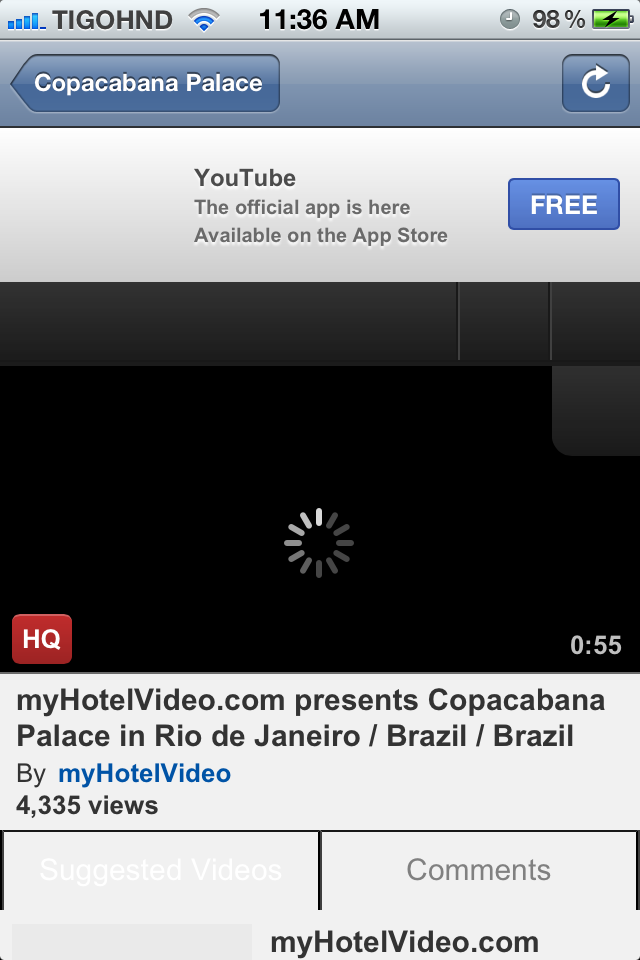 TIGOHND 11:36 AM 98 %
Copacabana Palace
YouTube
The official app is here
Available on the App Store
FREE
HQ
0:55
myHotelVideo.com presents Copacabana
Palace in Rio de Janeiro / Brazil / Brazil
By myHotelVideo
4,335 views
Suggested Videos Comments
myHotelVideo.com